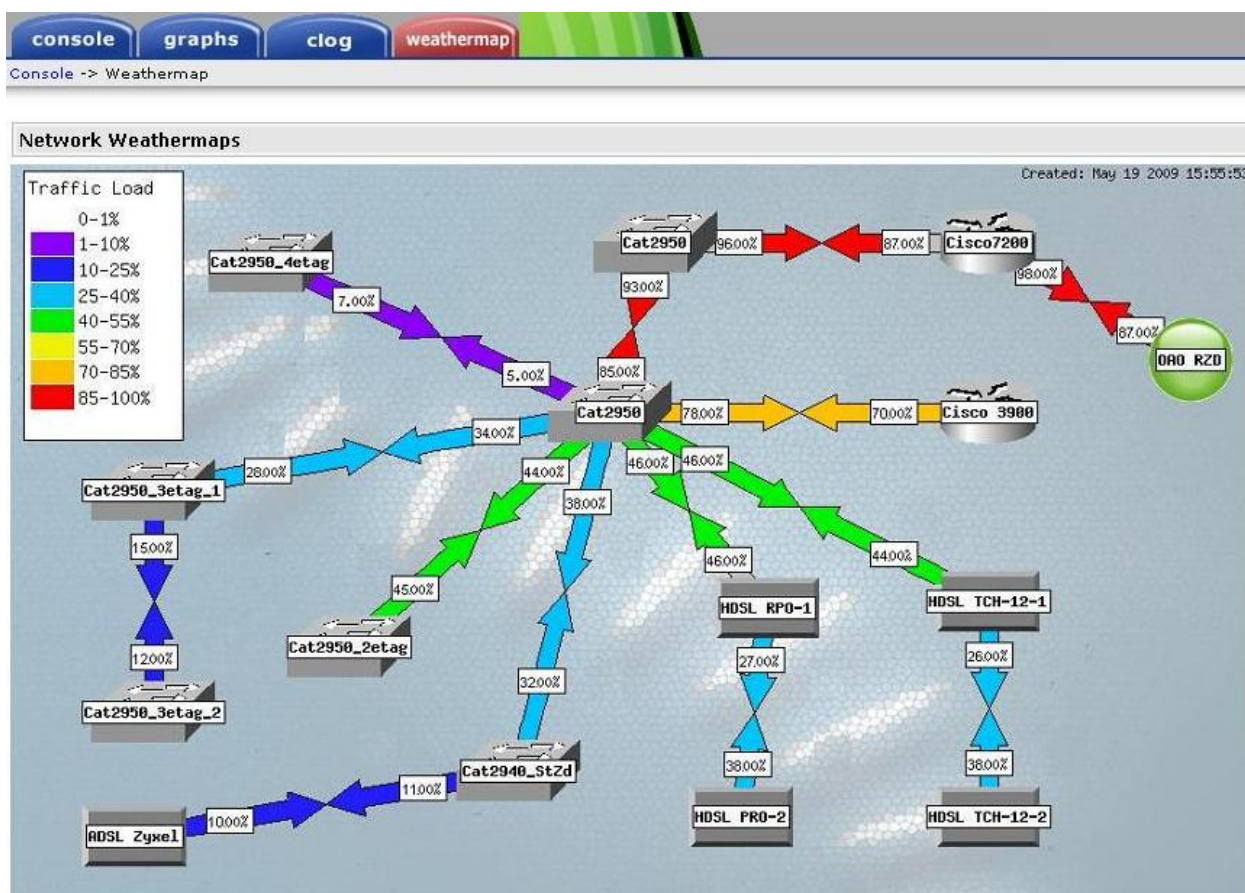 console graphs clog weathermap
Console -> Weathermap
Network Weathermaps
Created: May 19 2009 15:55:53
Traffic Load
0-1%
1-10%
10-25%
25-40%
40-55%
55-70%
70-85%
85-100%
Cat2950_4etag
Cat2950
96.00%
87.00%
Cisco7200
7.00%
93.00%
98.00%
87.00%
OAO RZD
5.00%
85.00%
Cat2950
78.00%
70.00%
Cisco 3900
34.00%
28.00%
44.00%
46.00%
46.00%
Cat2950_3etag_1
38.00%
15.00%
45.00%
46.00%
44.00%
HDSL RPO-1
HDSL TCH-12-1
Cat2950_2etag
12.00%
32.00%
27.00%
26.00%
Cat2950_3etag_2
Cat2940_StZd
38.00%
38.00%
11.00%
10.00%
ADSL Zyxel
HDSL PRO-2
HDSL TCH-12-2